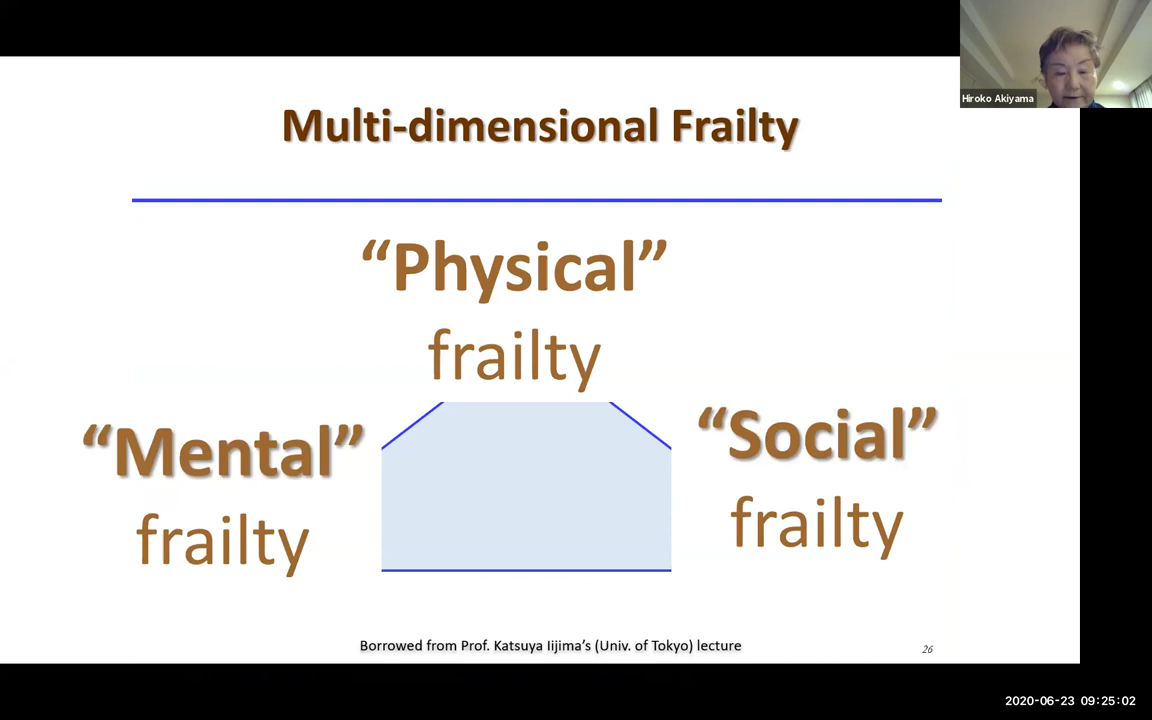 Hiroko Akiyama
Multi-dimensional Frailty
“Physical”
frailty
“Mental”
frailty
“Social”
frailty
Borrowed from Prof. Katsuya Iijima’s (Univ. of Tokyo) lecture
26
2020-06-23 09:25:02